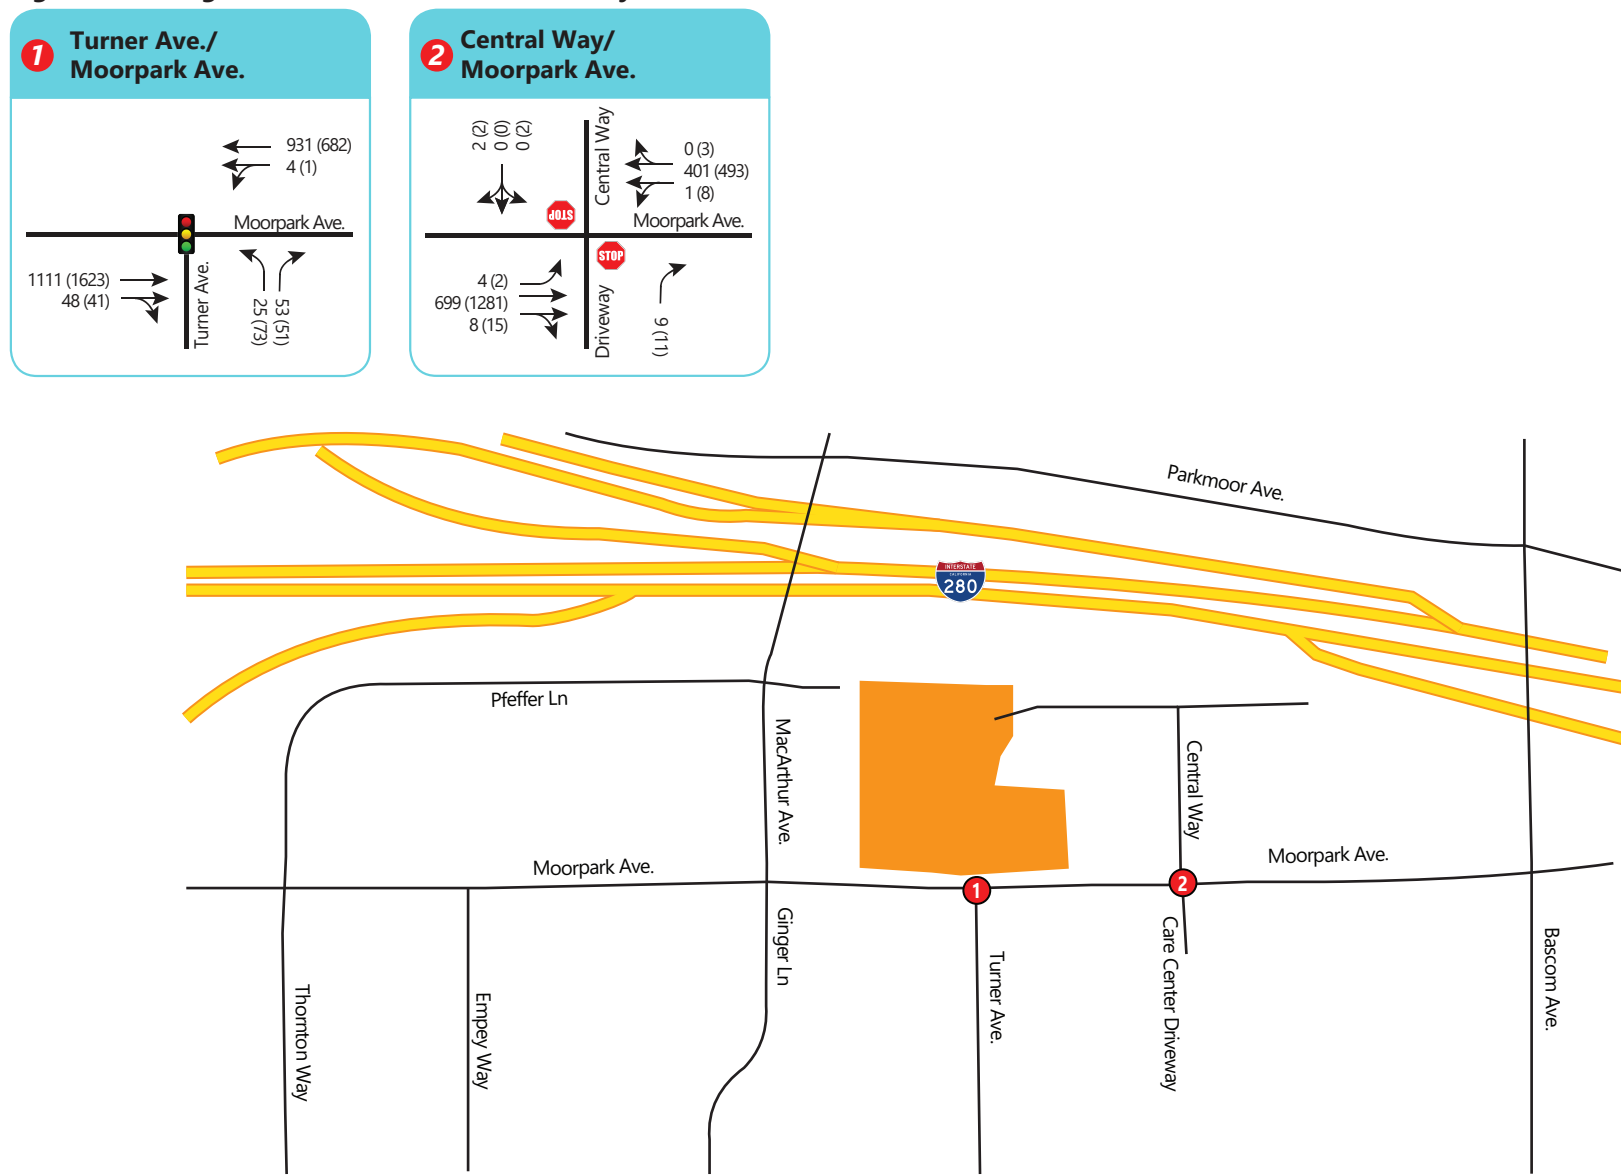 1
Turner Ave./
Moorpark Ave.
931 (682)
4 (1)
Moorpark Ave.
1111 (1623)
48 (41)
Turner Ave.
25 (73)
53 (51)
2
Central Way/
Moorpark Ave.
2 (2)
0 (0)
0 (2)
Central Way
0 (3)
401 (493)
1 (8)
STOP
Moorpark Ave.
STOP
4 (2)
699 (1281)
8 (15)
Driveway
9 (11)
Parkmoor Ave.
INTERSTATE
CALIFORNIA
280
Pfeffer Ln
MacArthur Ave.
Central Way
Moorpark Ave.
Moorpark Ave.
1
2
Ginger Ln
Care Center Driveway
Turner Ave.
Bascom Ave.
Thornton Way
Empey Way